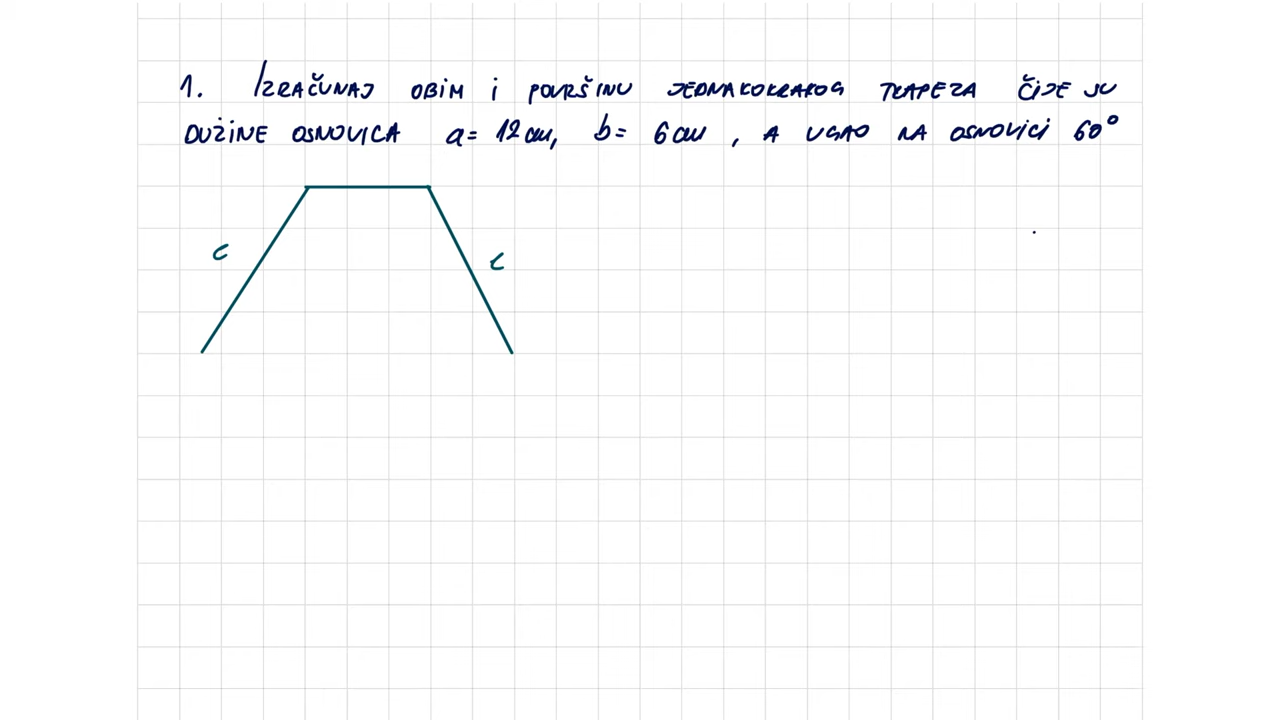 1. IZRAČUNAJ OBIM I POVRŠINU JEDNAKOKRAKOG TRAPEZA ČIJE SU
DUŽINE OSNOVICA a = 12 cm, b = 6 cm, A UGAO NA OSNOVICI 60°
c
c